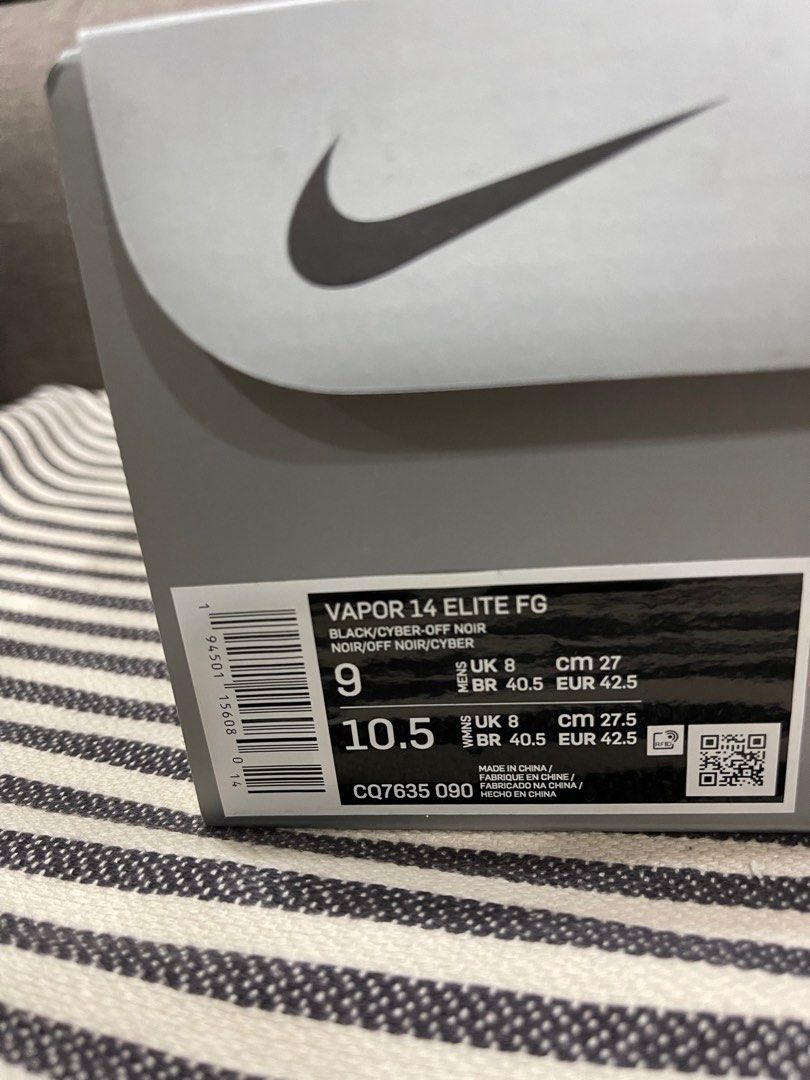 VAPOR 14 ELITE FG
BLACK/CYBER-OFF NOIR
NOIR/OFF NOIR/CYBER
9 MENS UK 8 cm 27
BR 40.5 EUR 42.5
10.5 WMNS UK 8 cm 27.5
BR 40.5 EUR 42.5
RFID
CQ7635 090
MADE IN CHINA /
FABRIQUE EN CHINE /
FABRICADO NA CHINA /
HECHO EN CHINA
1 94501 15608 0 14